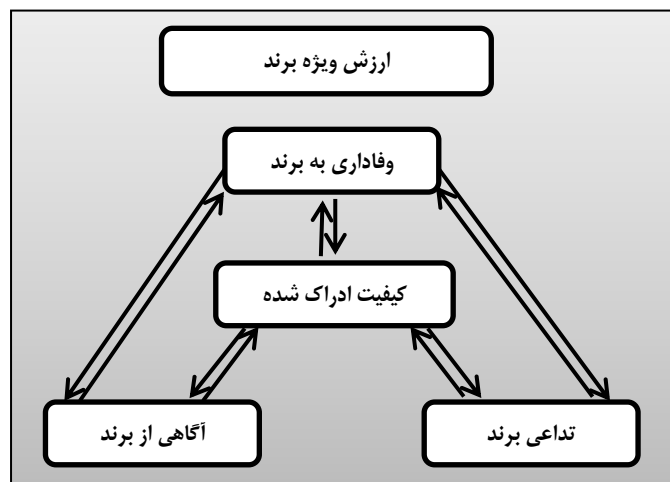 ارزش ویژه برند
وفاداری به برند
کیفیت ادراک شده
آگاهی از برند
تداعی برند